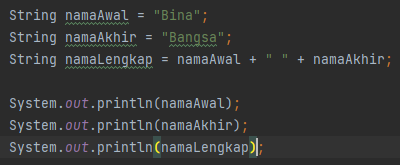 String namaAwal = "Bina";
String namaAkhir = "Bangsa";
String namaLengkap = namaAwal + " " + namaAkhir;
System.out.println(namaAwal);
System.out.println(namaAkhir);
System.out.println(namaLengkap);